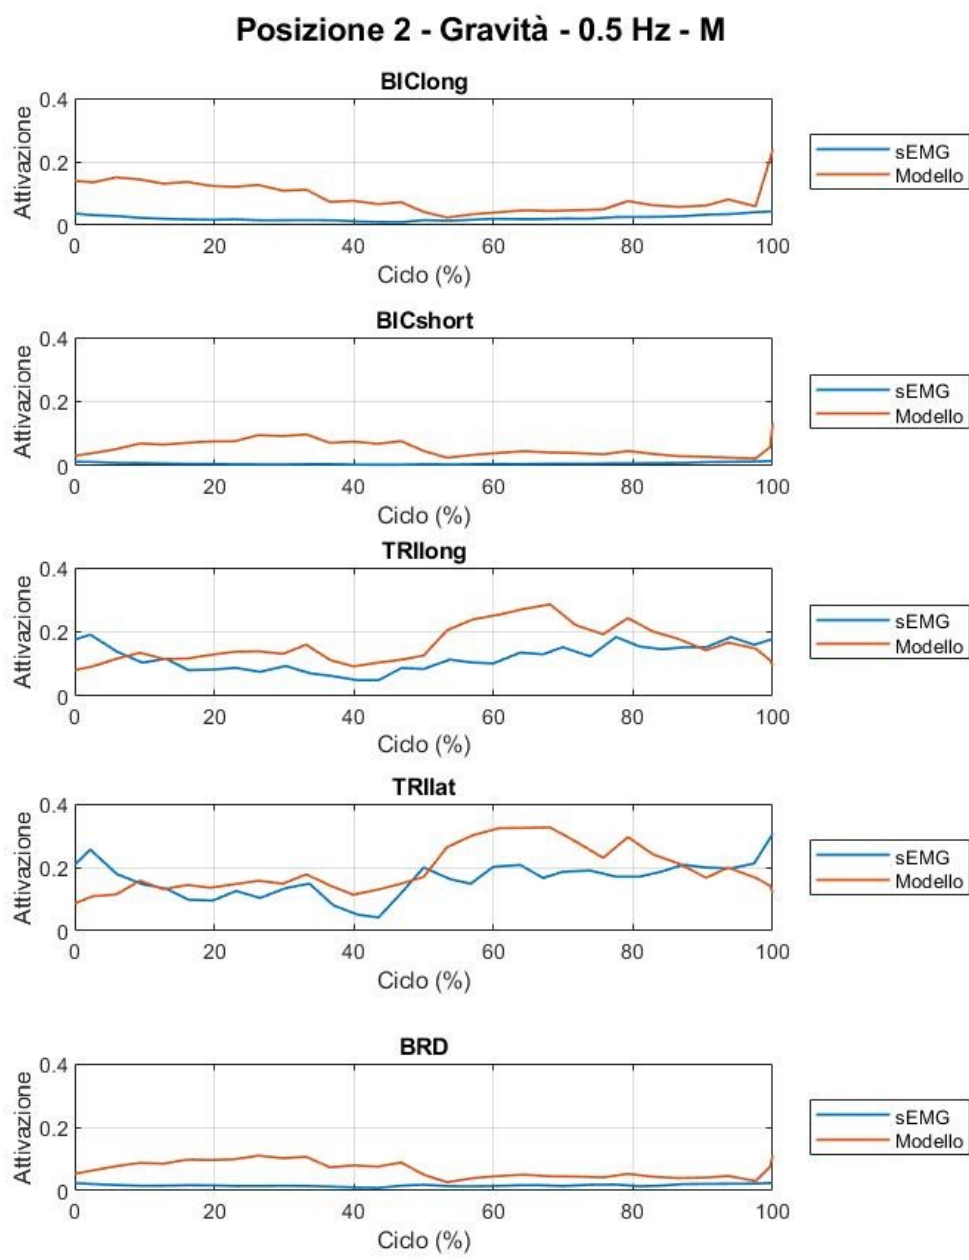 Posizione 2 - Gravità - 0.5 Hz - M
BIClong
Attivazione
0.4
0.2
0
0 20 40 60 80 100
Ciclo (%)
sEMG
Modello
BICshort
Attivazione
0.4
0.2
0
0 20 40 60 80 100
Ciclo (%)
sEMG
Modello
TRIlong
Attivazione
0.4
0.2
0
0 20 40 60 80 100
Ciclo (%)
sEMG
Modello
TRIlat
Attivazione
0.4
0.2
0
0 20 40 60 80 100
Ciclo (%)
sEMG
Modello
BRD
Attivazione
0.4
0.2
0
0 20 40 60 80 100
Ciclo (%)
sEMG
Modello